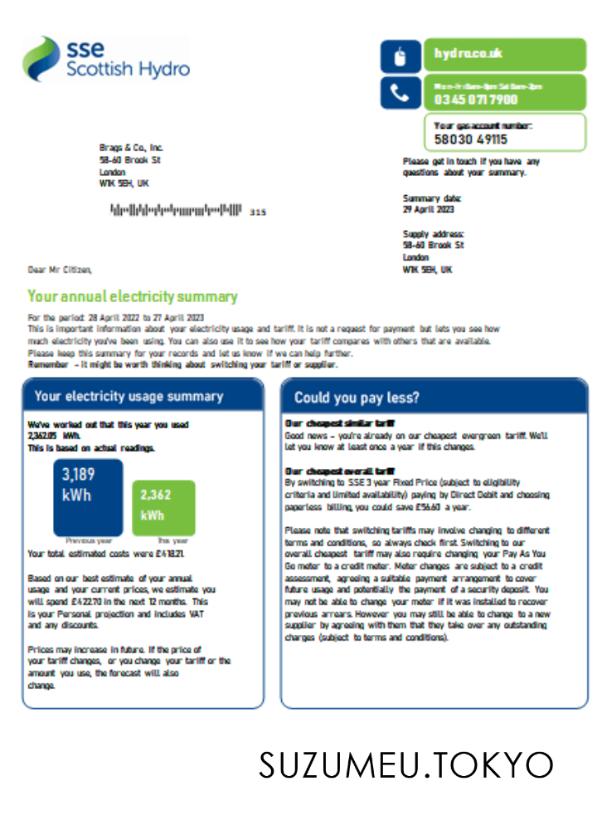 sse
Scottish Hydro
hydro.co.uk
Mon-Fri 8am-8pm Sat 8am-2pm
0345 071 7900
Your gas account number:
58030 49115
Brags & Co., Inc.
58-60 Brook St
London
W1K 5EH, UK
315
Please get in touch if you have any
questions about your summary.
Summary date:
29 April 2023
Supply address:
58-60 Brook St
London
W1K 5EH, UK
Dear Mr Citizen,
Your annual electricity summary
For the period: 28 April 2022 to 27 April 2023
This is important information about your electricity usage and tariff. It is not a request for payment but lets you see how
much electricity you've been using. You can also use it to see how your tariff compares with others that are available.
Please keep this summary for your records and let us know if we can help further.
Remember - it might be worth thinking about switching your tariff or supplier.
Your electricity usage summary
We've worked out that this year you used
2,362.05 kWh.
This is based on actual readings.
3,189
kWh
2,362
kWh
Previous year
This year
Your total estimated costs were £418.21.
Based on our best estimate of your annual
usage and your current prices, we estimate you
will spend £422.70 in the next 12 months. This
is your Personal projection and includes VAT
and any discounts.
Prices may increase in future. If the price of
your tariff changes, or you change your tariff or the
amount you use, the forecast will also
change.
Could you pay less?
Our cheapest similar tariff
Good news - you're already on our cheapest evergreen tariff. We'll
let you know at least once a year if this changes.
Our cheapest overall tariff
By switching to SSE 3 year Fixed Price (subject to eligibility
criteria and limited availability) paying by Direct Debit and choosing
paperless billing, you could save £56.60 a year.
Please note that switching tariffs may involve changing to different
terms and conditions, so always check first. Switching to our
overall cheapest tariff may also require changing your Pay As You
Go meter to a credit meter. Meter changes are subject to a credit
assessment, agreeing a suitable payment arrangement to cover
future usage and potentially the payment of a security deposit. You
may not be able to change your meter if it was installed to recover
previous arrears. However you may still be able to change to a new
supplier by agreeing with them that they take over any outstanding
charges (subject to terms and conditions).
SUZUMEU.TOKYO